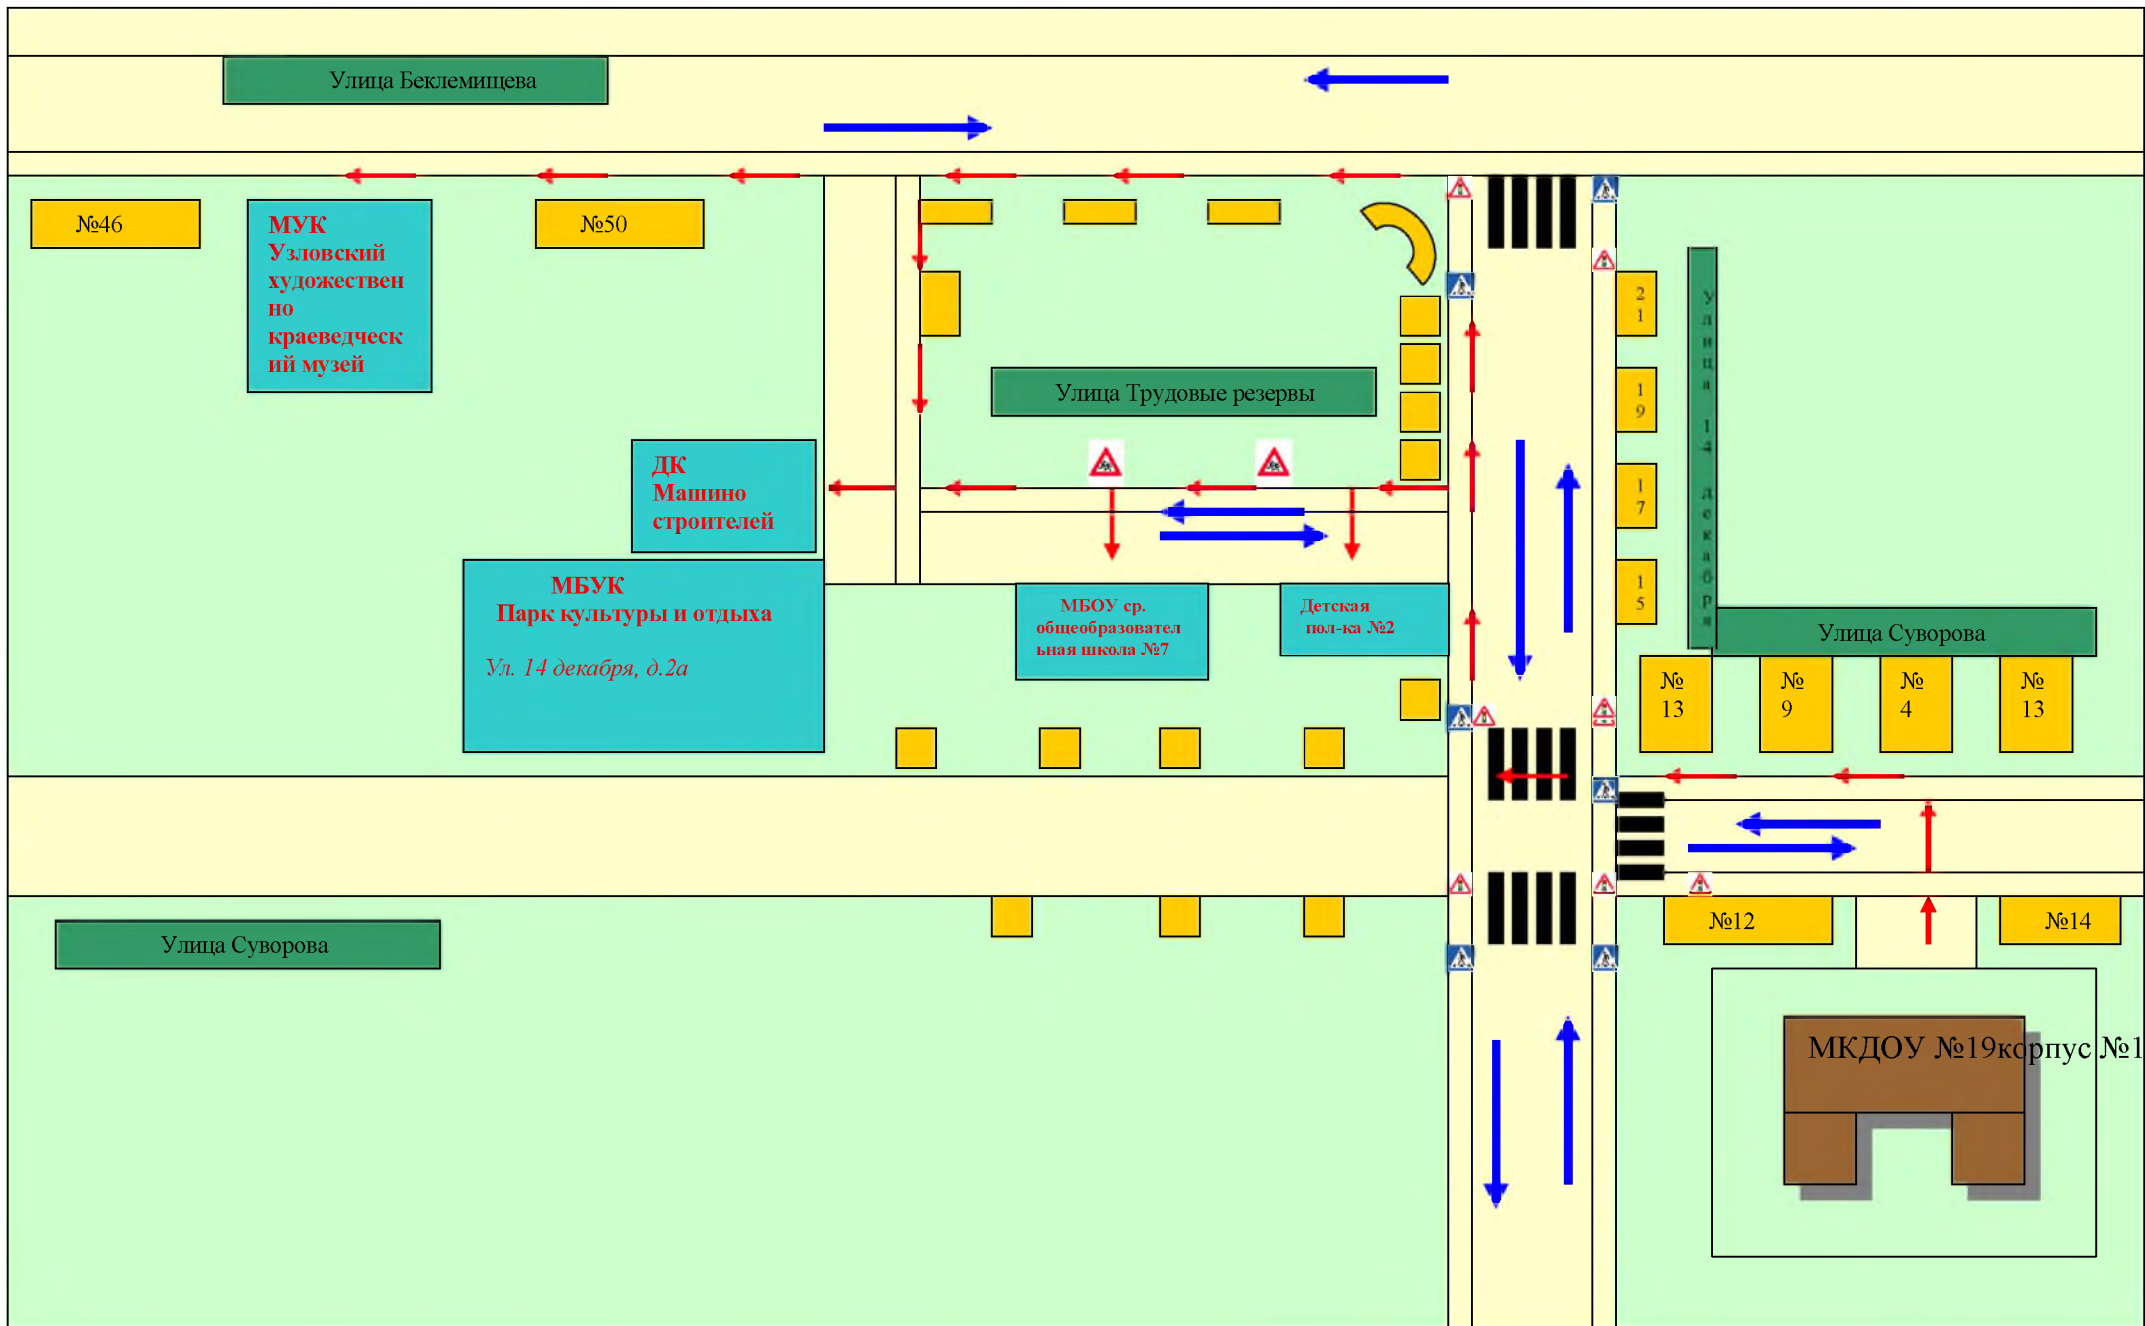 Улица Беклемищева
№46
МУК
Узловский
художествен
но
краеведческ
ий музей
№50
Улица Трудовые резервы
ДК
Машино
строителей
МБУК
Парк культуры и отдыха
Ул. 14 декабря, д.2а
МБОУ ср.
общеобразовател
ьная школа №7
Детская
пол-ка №2
2
1
1
9
1
7
1
5
Улица 14 декабря
Улица Суворова
№
13
№
9
№
4
№
13
Улица Суворова
№12
№14
МКДОУ №19корпус №1